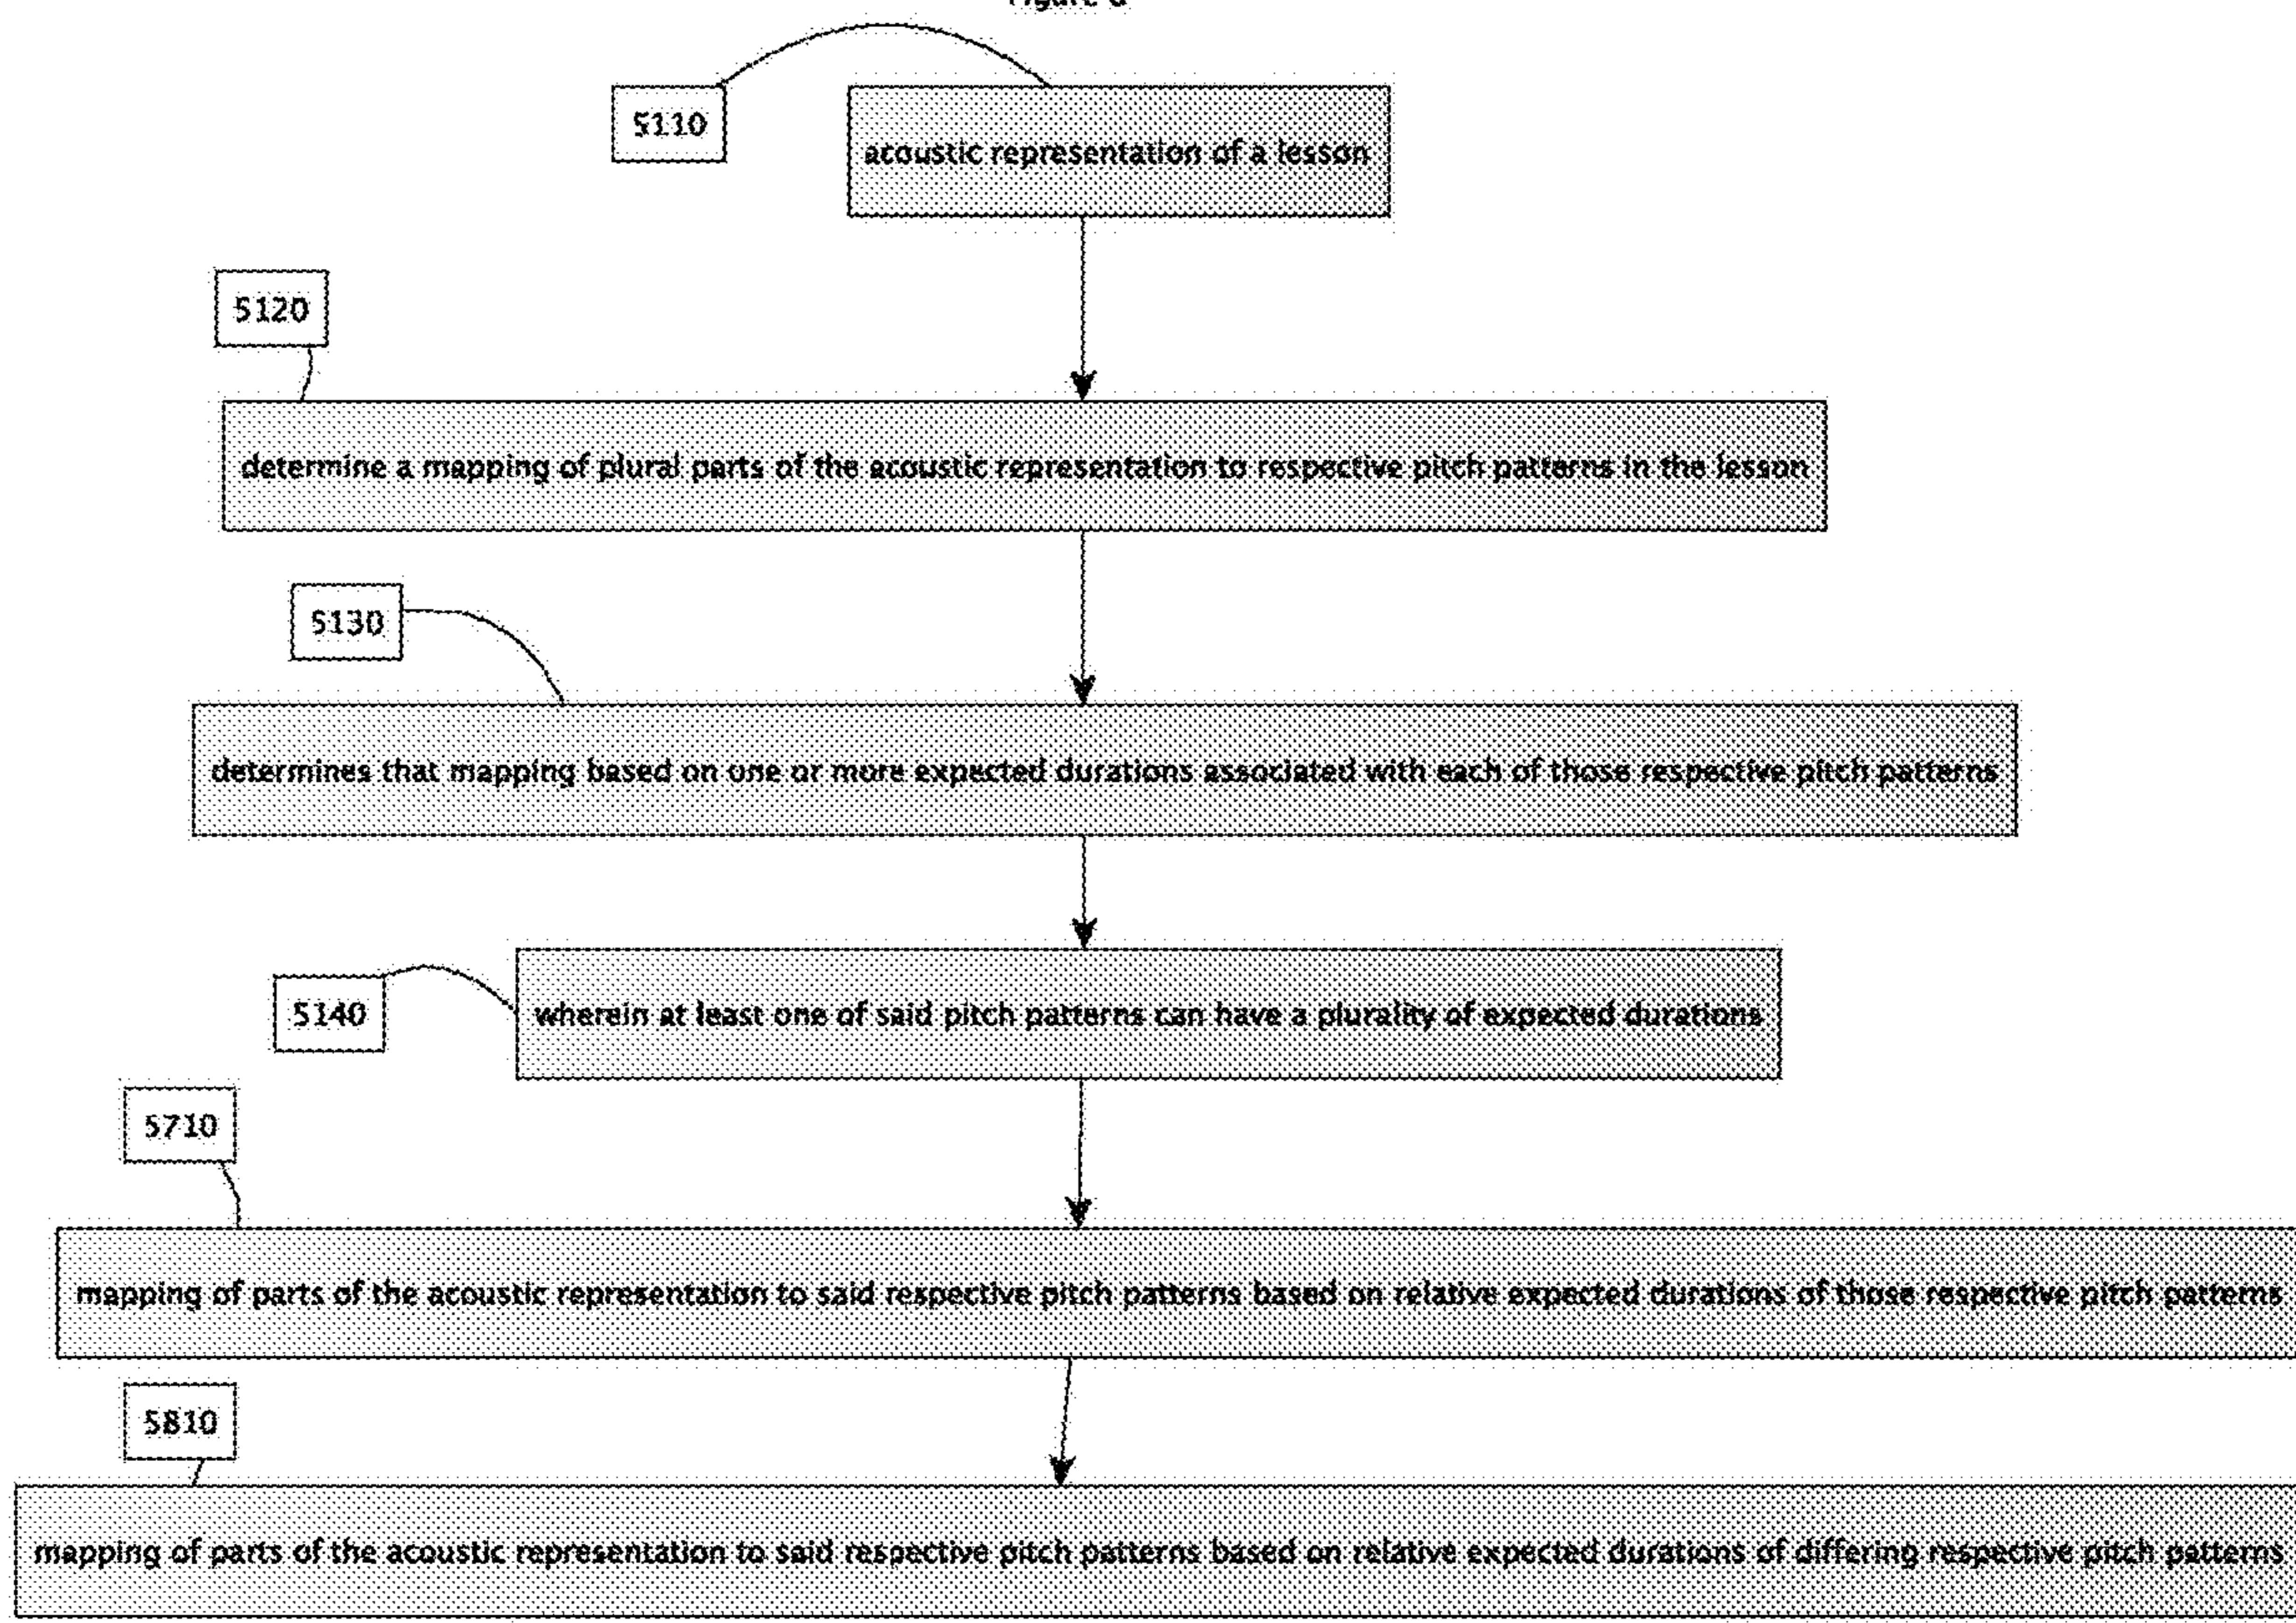 5110
acoustic representation of a lesson
5120
determine a mapping of plural parts of the acoustic representation to respective pitch patterns in the lesson
5130
determines that mapping based on one or more expected durations associated with each of those respective pitch patterns
5140
wherein at least one of said pitch patterns can have a plurality of expected durations
5710
mapping of parts of the acoustic representation to said respective pitch patterns based on relative expected durations of those respective pitch patterns
5810
mapping of parts of the acoustic representation to said respective pitch patterns based on relative expected durations of differing respective pitch patterns